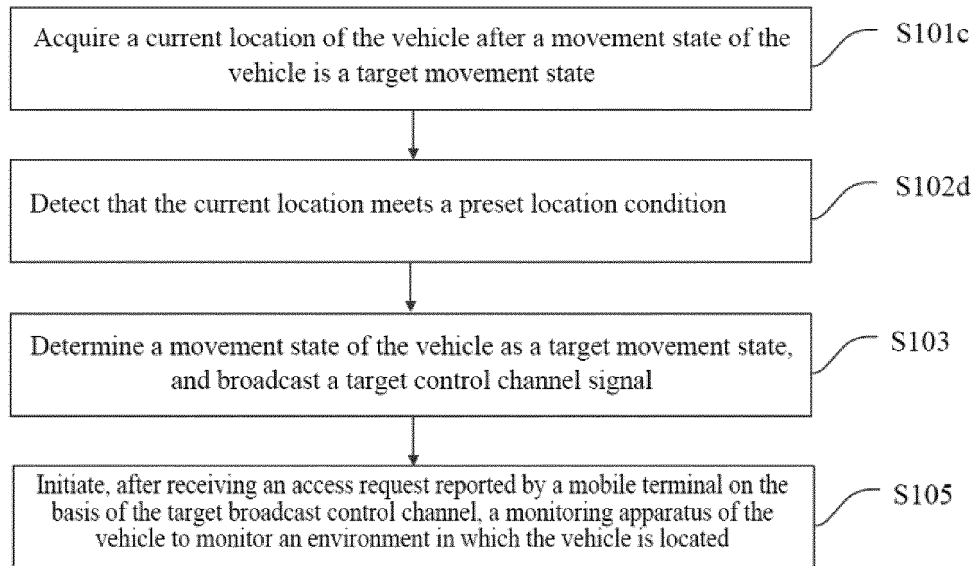 Acquire a current location of the vehicle after a movement state of the
vehicle is a target movement state
S101c
Detect that the current location meets a preset location condition
S102d
Determine a movement state of the vehicle as a target movement state,
and broadcast a target control channel signal
S103
Initiate, after receiving an access request reported by a mobile terminal on the
basis of the target broadcast control channel, a monitoring apparatus of the
vehicle to monitor an environment in which the vehicle is located
S105